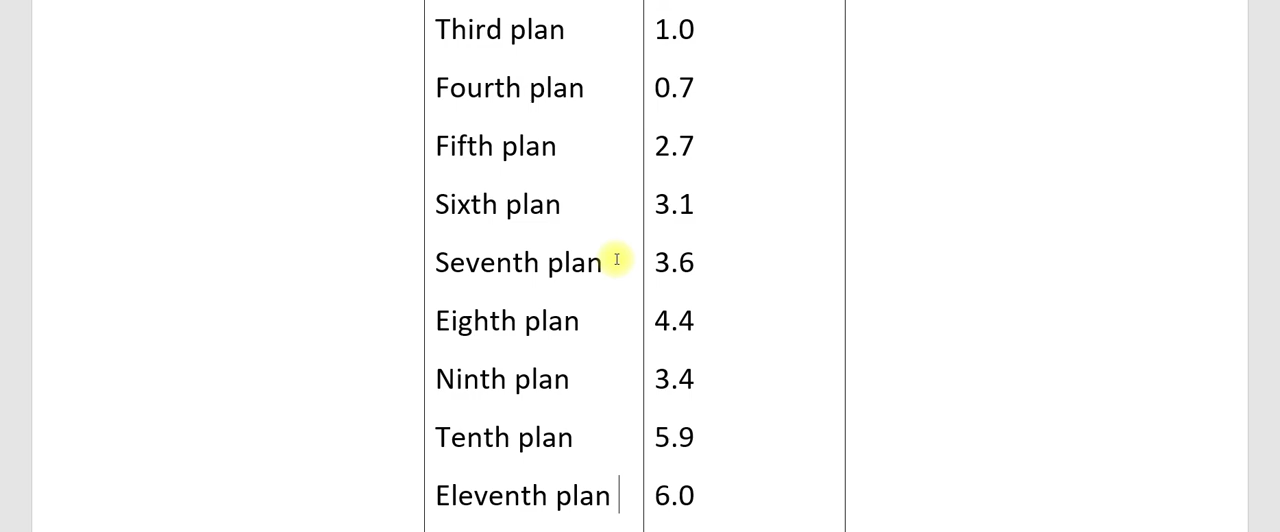 Third plan 1.0
Fourth plan 0.7
Fifth plan 2.7
Sixth plan 3.1
Seventh plan 3.6
Eighth plan 4.4
Ninth plan 3.4
Tenth plan 5.9
Eleventh plan 6.0